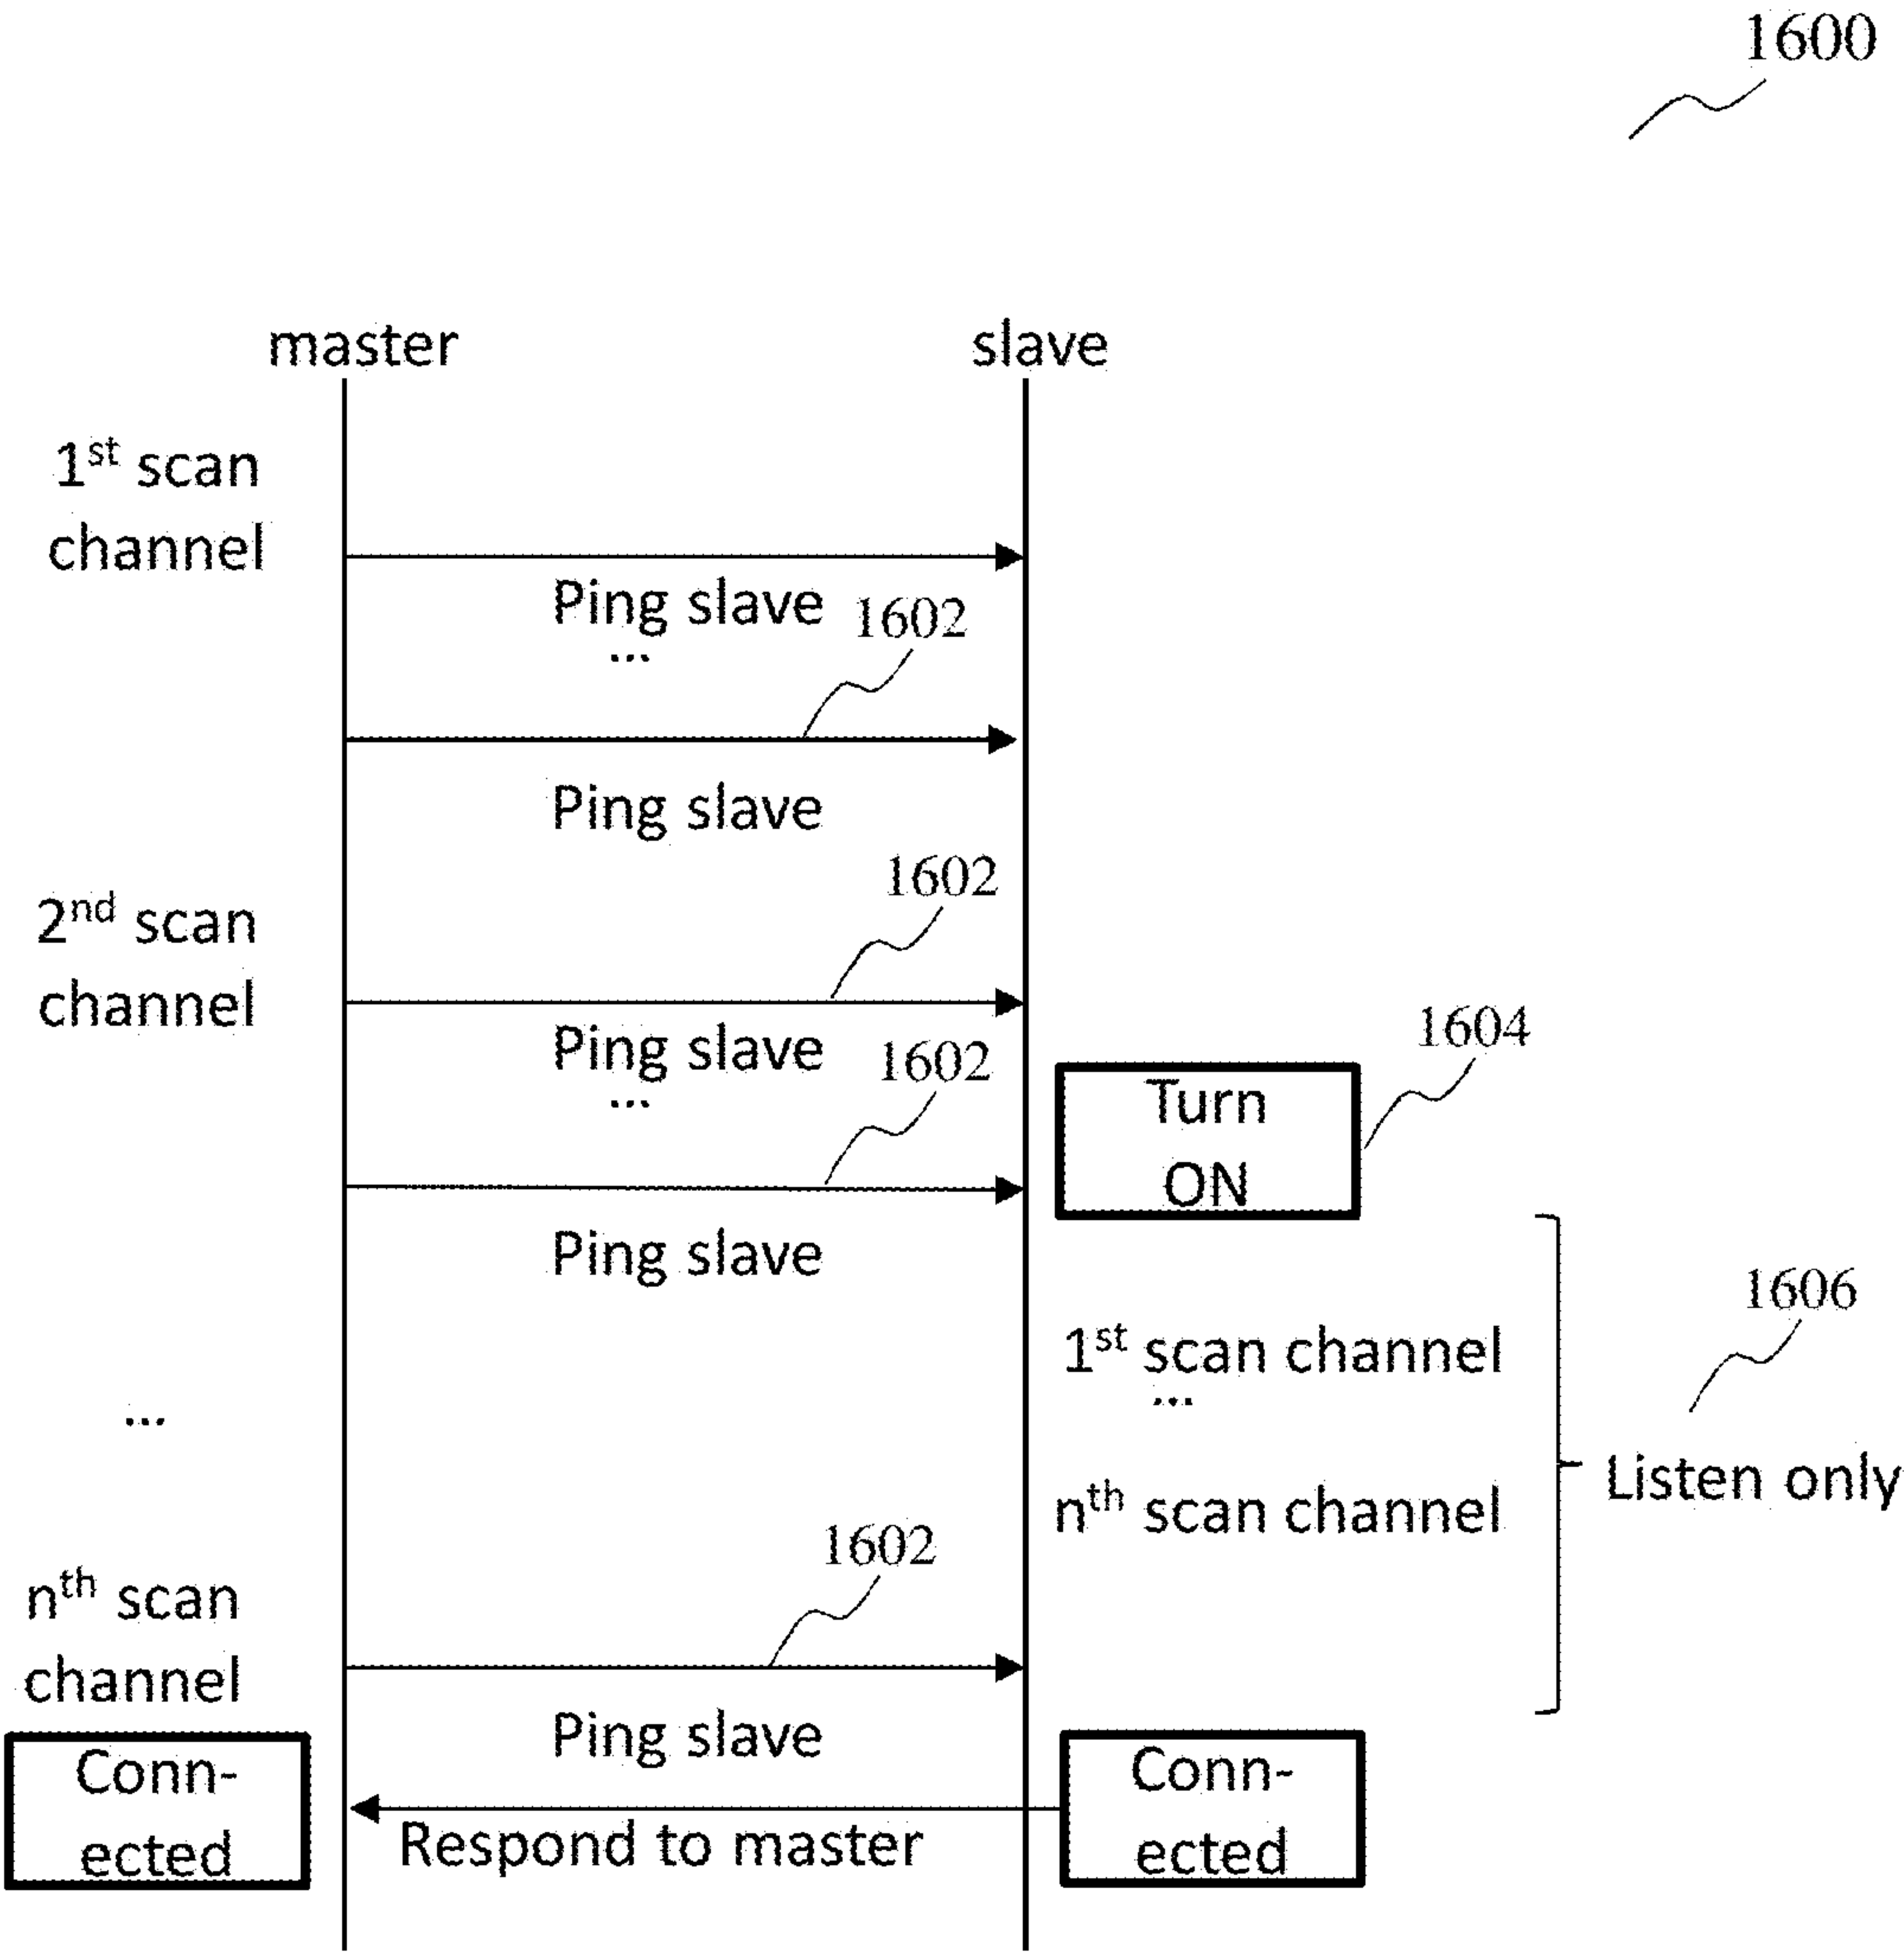 1600
master
slave
1st scan
channel
Ping slave
1602
...
Ping slave
1602
2nd scan
channel
Ping slave
1602
...
1604
Turn
ON
Ping slave
1606
1st scan channel
...
...
Listen only
nth scan channel
1602
nth scan
channel
Ping slave
Conn-
ected
Conn-
ected
Respond to master